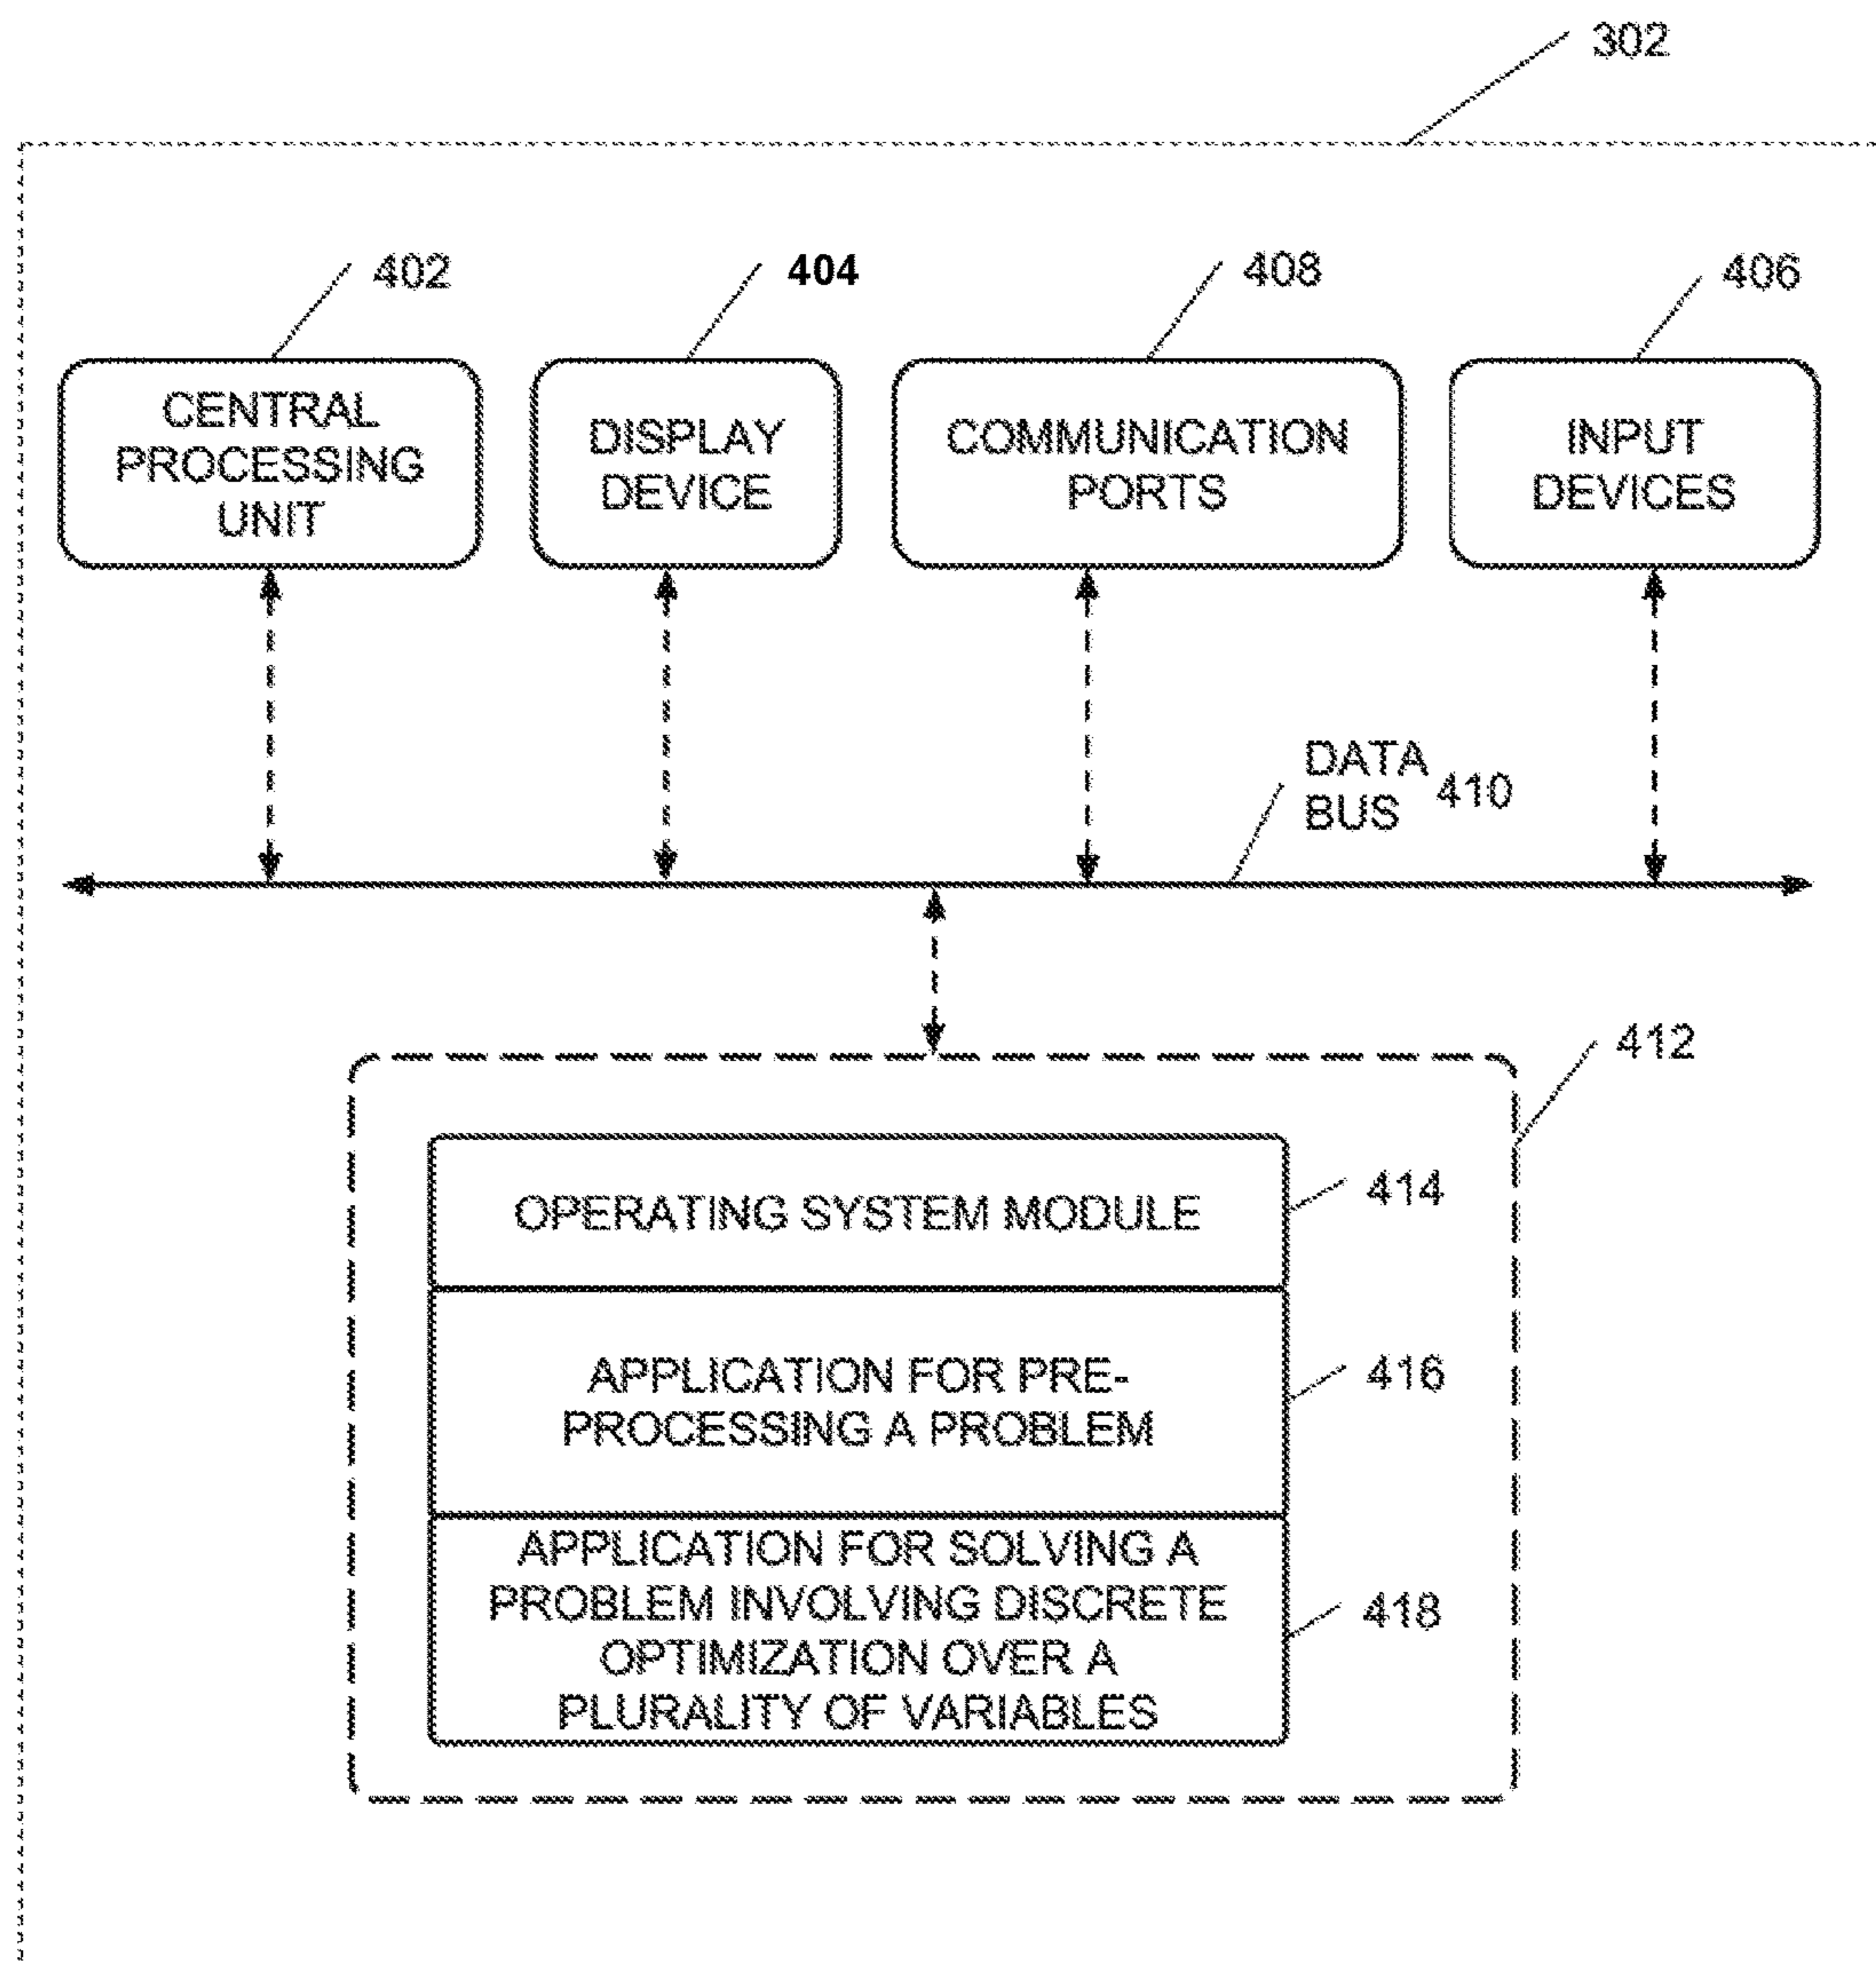 302
402
404
408
406
CENTRAL
PROCESSING
UNIT
DISPLAY
DEVICE
COMMUNICATION
PORTS
INPUT
DEVICES
DATA
BUS
410
412
OPERATING SYSTEM MODULE
414
APPLICATION FOR PRE-
PROCESSING A PROBLEM
416
APPLICATION FOR SOLVING A
PROBLEM INVOLVING DISCRETE
OPTIMIZATION OVER A
PLURALITY OF VARIABLES
418